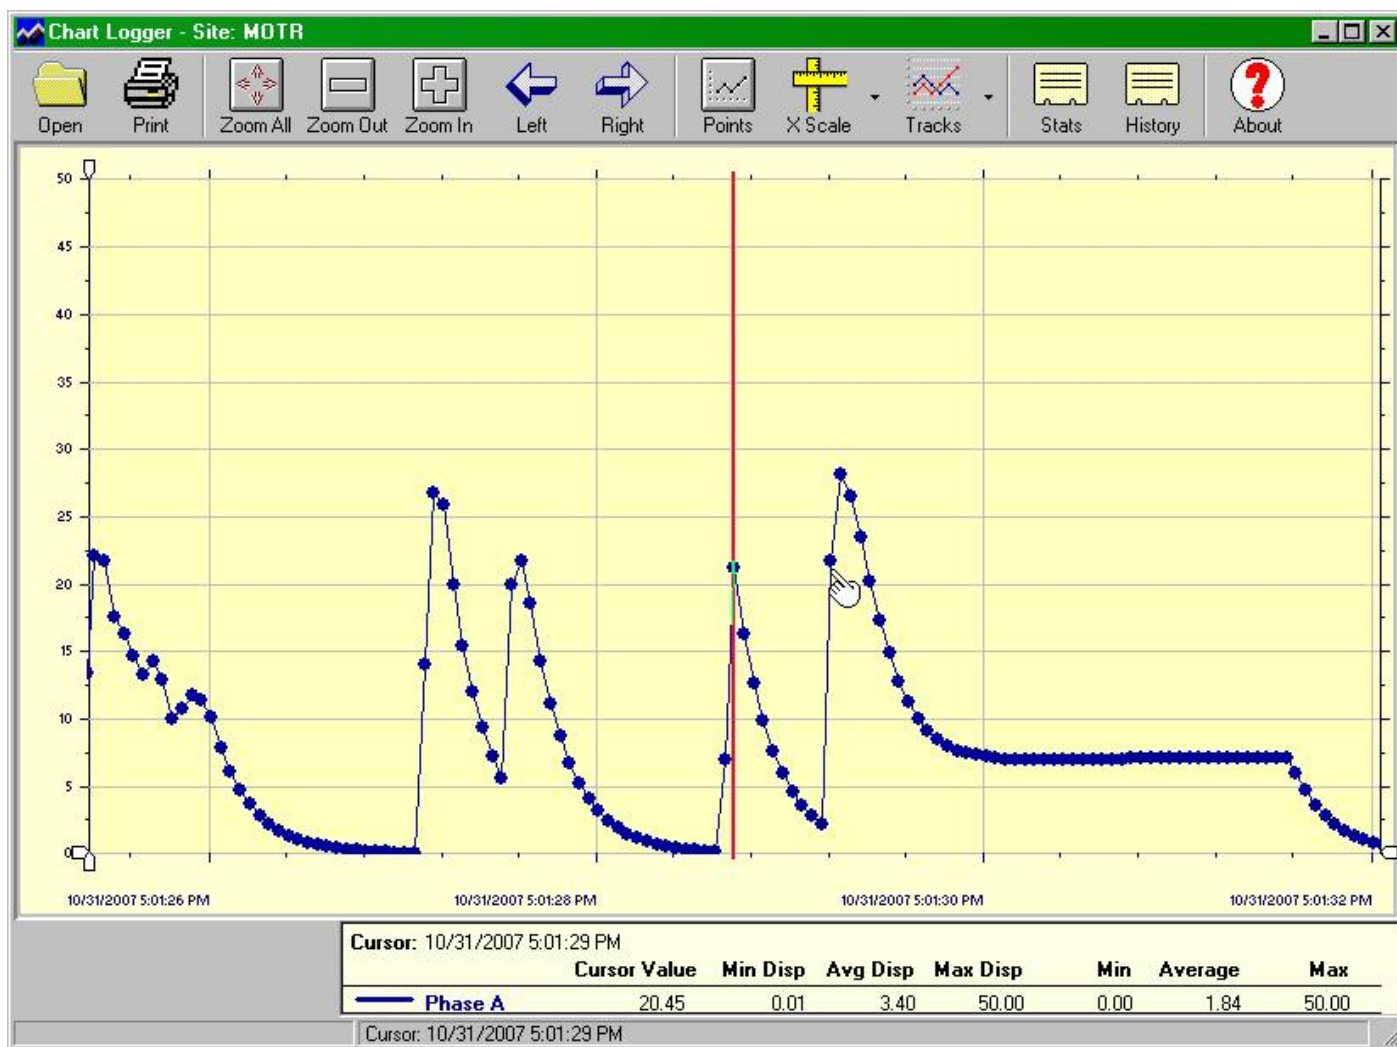 Chart Logger - Site: MOTR
Open Print Zoom All Zoom Out Zoom In Left Right Points X Scale Tracks Stats History About
50
45
40
35
30
25
20
15
10
5
0
10/31/2007 5:01:26 PM 10/31/2007 5:01:28 PM 10/31/2007 5:01:30 PM 10/31/2007 5:01:32 PM
Cursor: 10/31/2007 5:01:29 PM
Cursor Value Min Disp Avg Disp Max Disp Min Average Max
Phase A 20.45 0.01 3.40 50.00 0.00 1.84 50.00
Cursor: 10/31/2007 5:01:29 PM